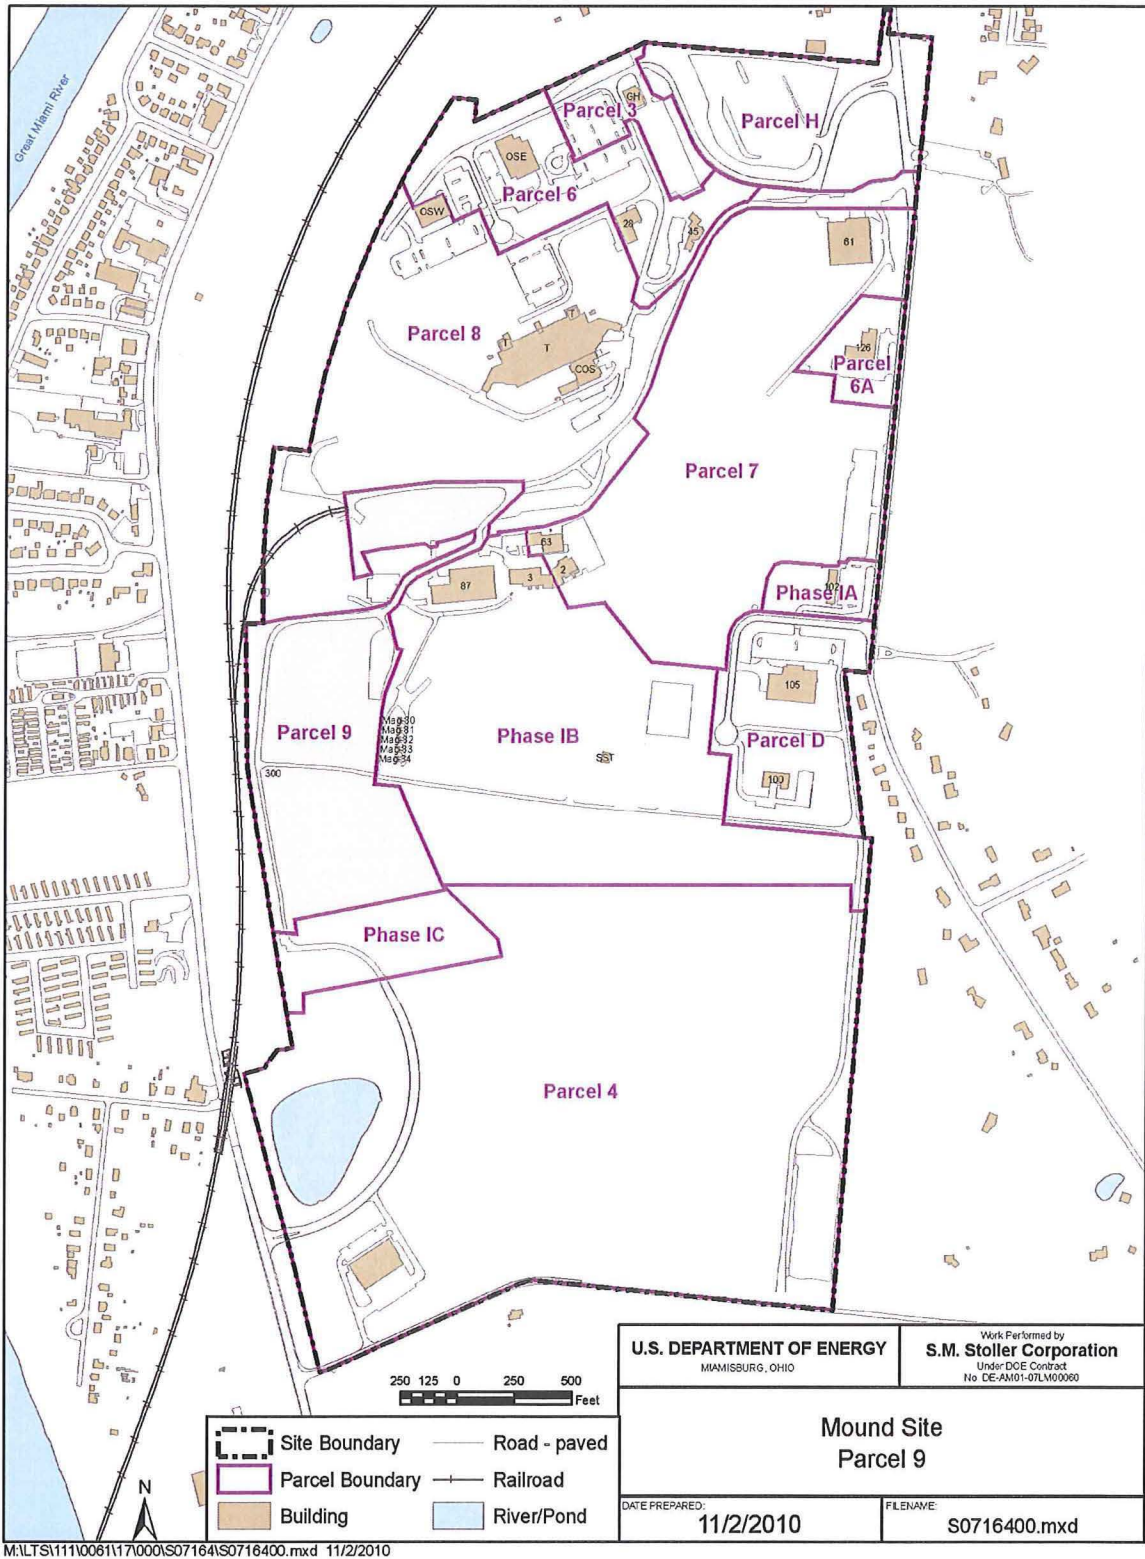 Great Miami River
Parcel 3
GH
Parcel H
OSE
Parcel 6
OSW
28
45
61
Parcel 8
T
T
T
COS
126
Parcel
6A
Parcel 7
63
2
3
87
102
Phase IA
105
Parcel 9
Mag 80
Mag 81
Mag 82
Mag 83
Mag 84
Phase IB
SST
Parcel D
300
100
Phase IC
Parcel 4
250 125 0 250 500
Feet
U.S. DEPARTMENT OF ENERGY
MIAMISBURG, OHIO
Work Performed by
S.M. Stoller Corporation
Under DOE Contract
No DE-AM01-07LM00060
Mound Site
Parcel 9
Site Boundary
Road - paved
Parcel Boundary
Railroad
Building
River/Pond
N
DATE PREPARED:
11/2/2010
FILENAME:
S0716400.mxd
M:\LTS\111\0061\17\000\S07164\S0716400.mxd 11/2/2010